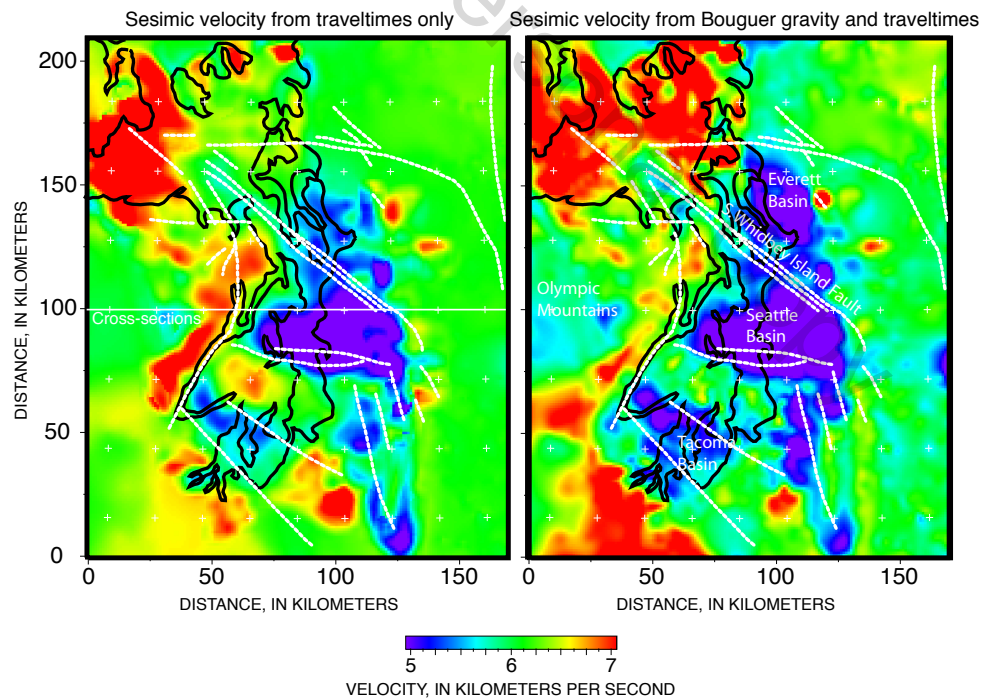 Sesimic velocity from traveltimes only
Sesimic velocity from Bouguer gravity and traveltimes
200
150
100
50
0
DISTANCE, IN KILOMETERS
Cross-sections
0 50 100 150
DISTANCE, IN KILOMETERS
Everett
Basin
S Whidbey Island Fault
Olympic
Mountains
Seattle
Basin
Tacoma
Basin
0 50 100 150
DISTANCE, IN KILOMETERS
5 6 7
VELOCITY, IN KILOMETERS PER SECOND